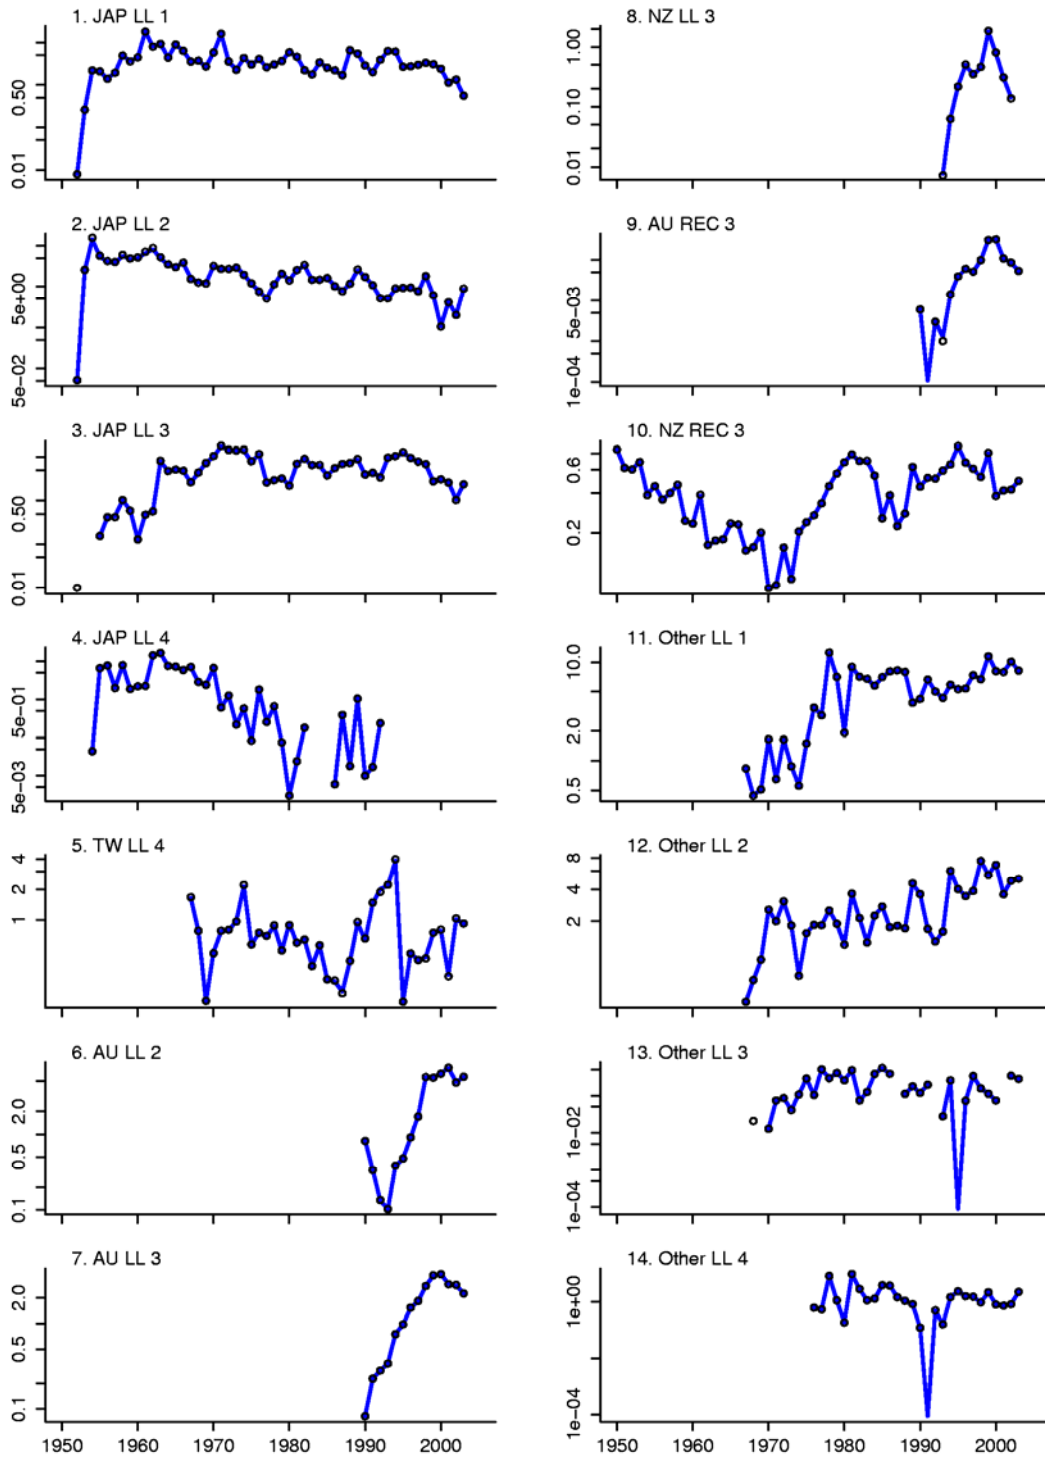 1. JAP LL 1
0.50
0.01
1950 1960 1970 1980 1990 2000
2. JAP LL 2
5e+00
5e-02
3. JAP LL 3
0.50
0.01
4. JAP LL 4
5e-01
5e-03
5. TW LL 4
4
2
1
6. AU LL 2
2.0
0.5
0.1
7. AU LL 3
2.0
0.5
0.1
8. NZ LL 3
1.00
0.10
0.01
9. AU REC 3
5e-03
1e-04
10. NZ REC 3
0.6
0.2
11. Other LL 1
10.0
2.0
0.5
12. Other LL 2
8
4
2
13. Other LL 3
1e-02
1e-04
14. Other LL 4
1e+00
1e-04
1950 1960 1970 1980 1990 2000